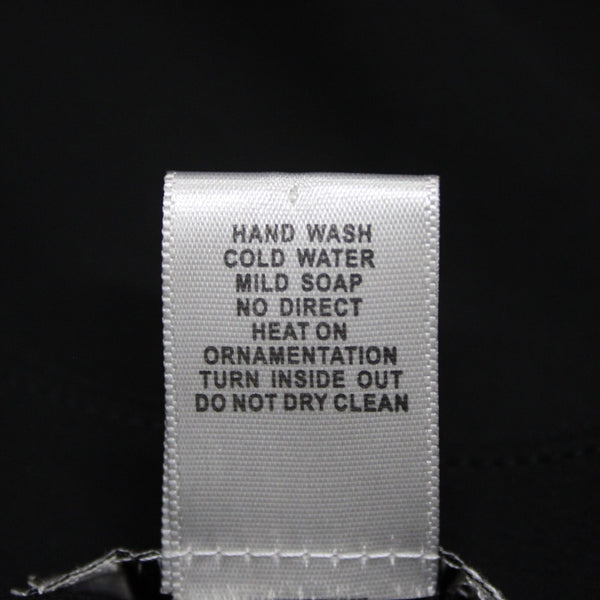 HAND WASH
COLD WATER
MILD SOAP
NO DIRECT
HEAT ON
ORNAMENTATION
TURN INSIDE OUT
DO NOT DRY CLEAN